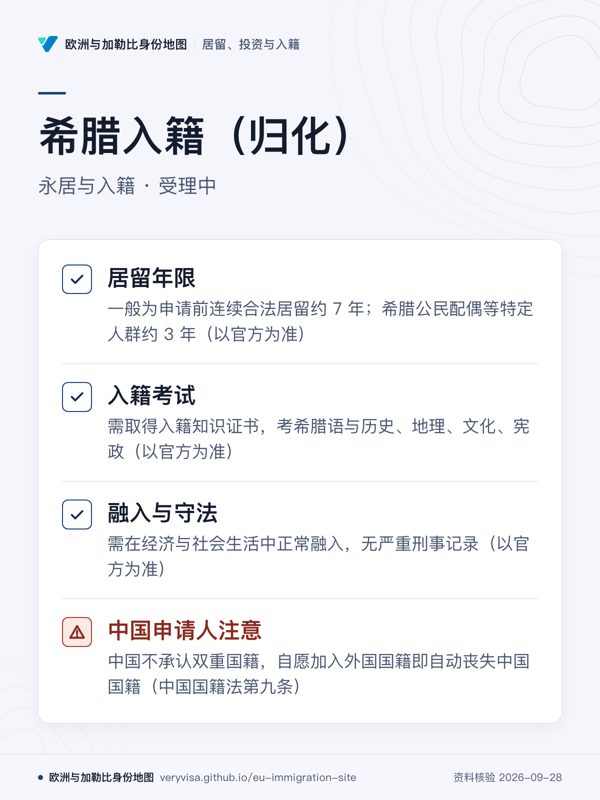 欧洲与加勒比身份地图 居留、投资与入籍
希腊入籍（归化）
永居与入籍 · 受理中
居留年限
一般为申请前连续合法居留约 7 年；希腊公民配偶等特定
人群约 3 年（以官方为准）
入籍考试
需取得入籍知识证书，考希腊语与历史、地理、文化、宪
政（以官方为准）
融入与守法
需在经济与社会生活中正常融入，无严重刑事记录（以官
方为准）
中国申请人注意
中国不承认双重国籍，自愿加入外国国籍即自动丧失中国
国籍（中国国籍法第九条）
欧洲与加勒比身份地图 veryvisa.github.io/eu-immigration-site 资料核验 2026-09-28